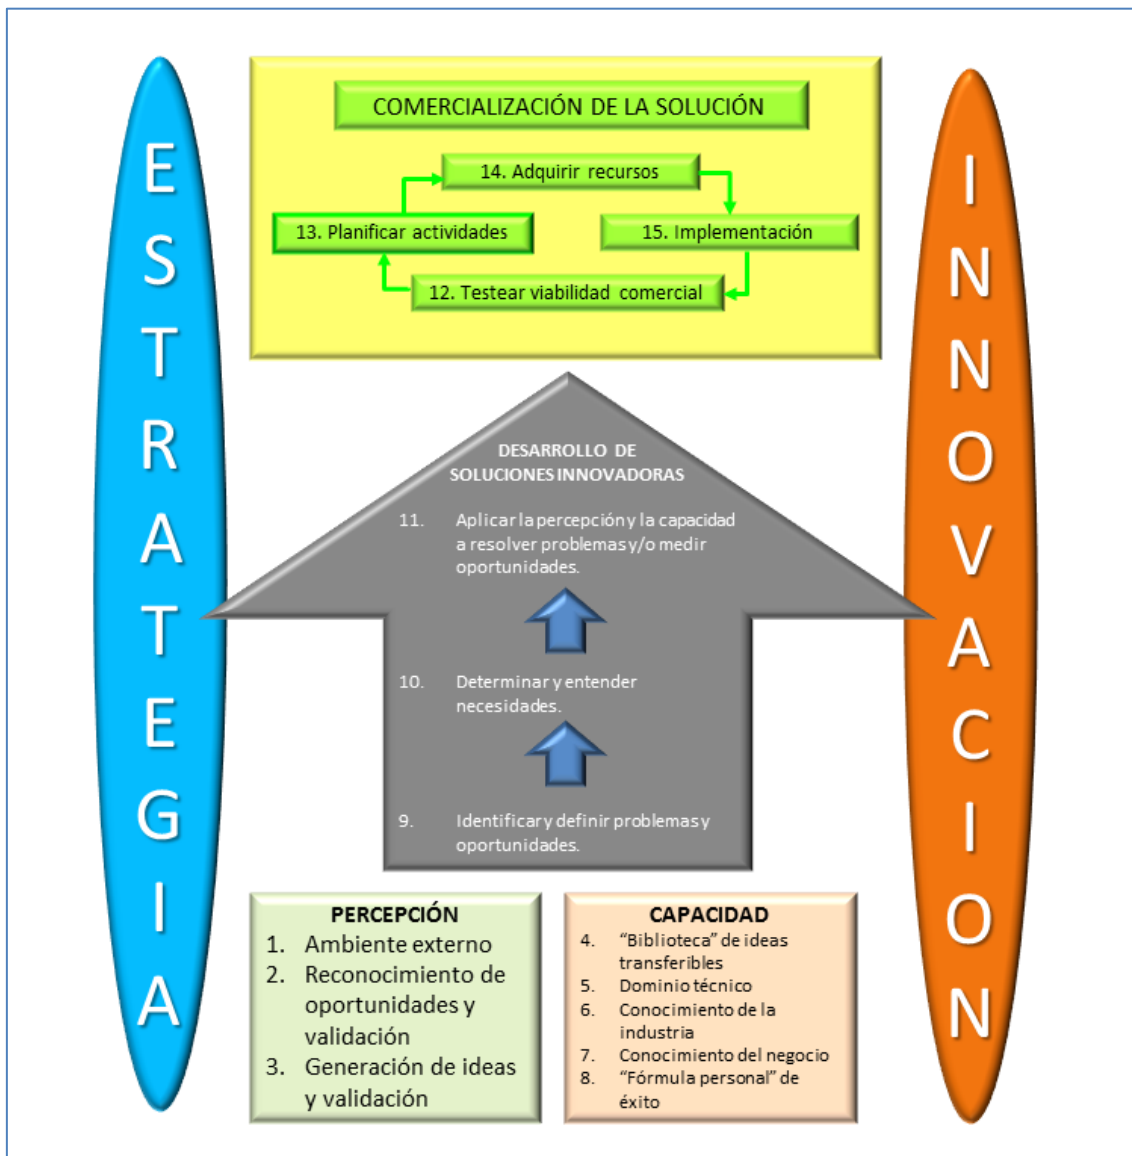 ESTRATEGIA
COMERCIALIZACIÓN DE LA SOLUCIÓN
14. Adquirir recursos
13. Planificar actividades
15. Implementación
12. Testear viabilidad comercial
DESARROLLO DE
SOLUCIONES INNOVADORAS
11. Aplicar la percepción y la capacidad
a resolver problemas y/o medir
oportunidades.
10. Determinar y entender
necesidades.
9. Identificar y definir problemas y
oportunidades.
PERCEPCIÓN
1. Ambiente externo
2. Reconocimiento de
oportunidades y
validación
3. Generación de ideas
y validación
CAPACIDAD
4. “Biblioteca” de ideas
transferibles
5. Dominio técnico
6. Conocimiento de la
industria
7. Conocimiento del negocio
8. “Fórmula personal” de
éxito
INNOVACION